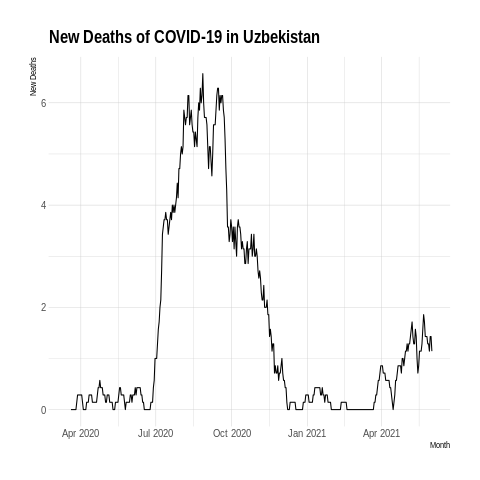 New Deaths of COVID-19 in Uzbekistan
New Deaths
6
4
2
0
Apr 2020 Jul 2020 Oct 2020 Jan 2021 Apr 2021
Month